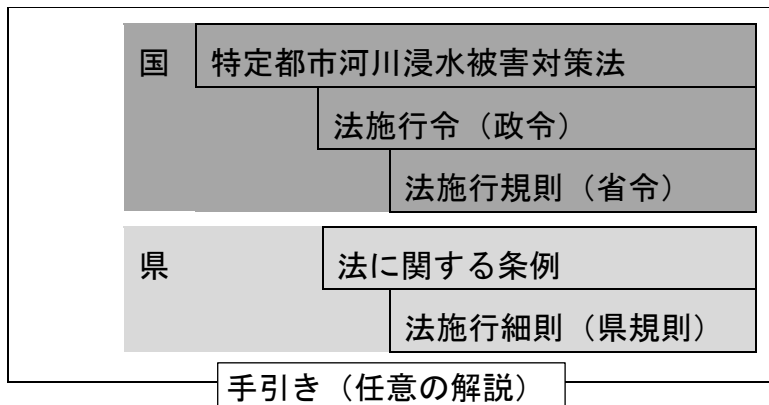 国 特定都市河川浸水被害対策法
法施行令（政令）
法施行規則（省令）
県 法に関する条例
法施行細則（県規則）
手引き（任意の解説）